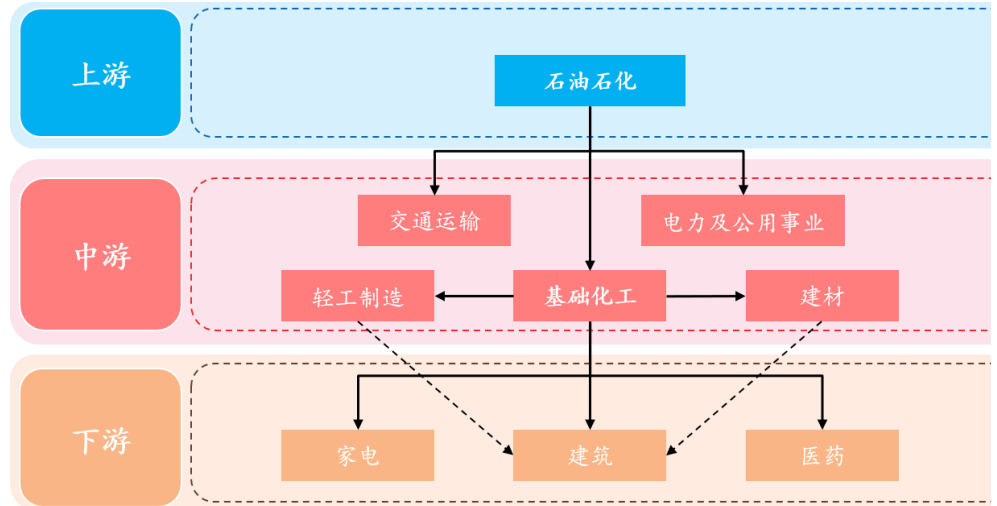 上游
石油石化
中游
交通运输
电力及公用事业
轻工制造
基础化工
建材
下游
家电
建筑
医药